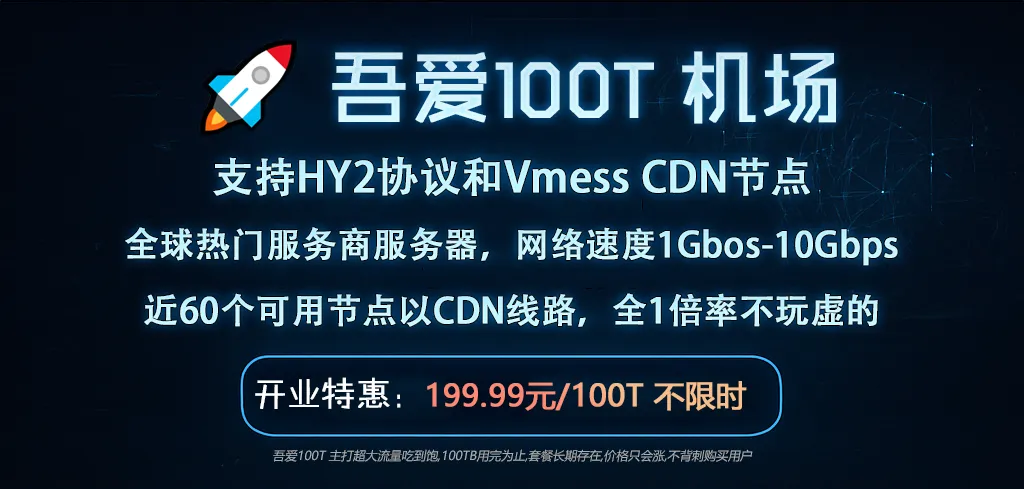 吾爱100T 机场
支持HY2协议和Vmess CDN节点
全球热门服务商服务器，网络速度1Gbos-10Gbps
近60个可用节点以CDN线路，全1倍率不玩虚的
开业特惠：199.99元/100T 不限时
吾爱100T 主打超大流量吃到饱,100TB用完为止,套餐长期存在,价格只会涨,不背刺购买用户